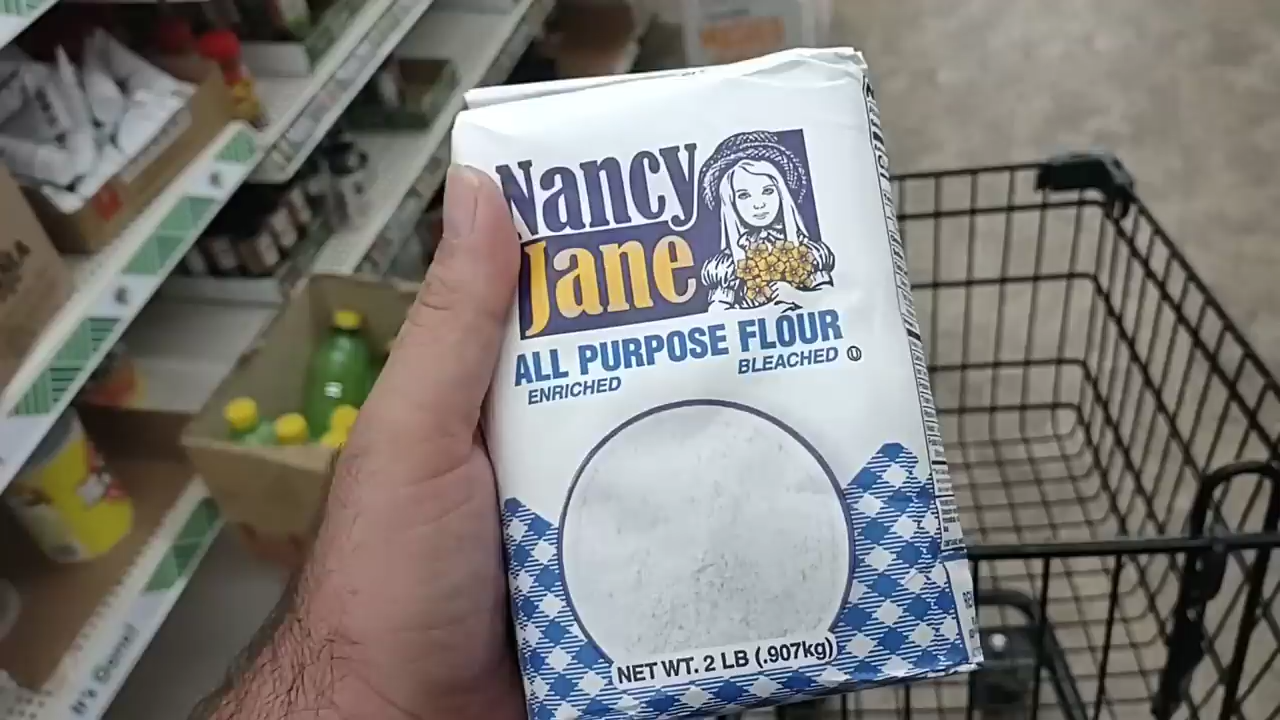 Nancy
Jane
ALL PURPOSE FLOUR
ENRICHED
BLEACHED
NET WT. 2 LB (.907kg)